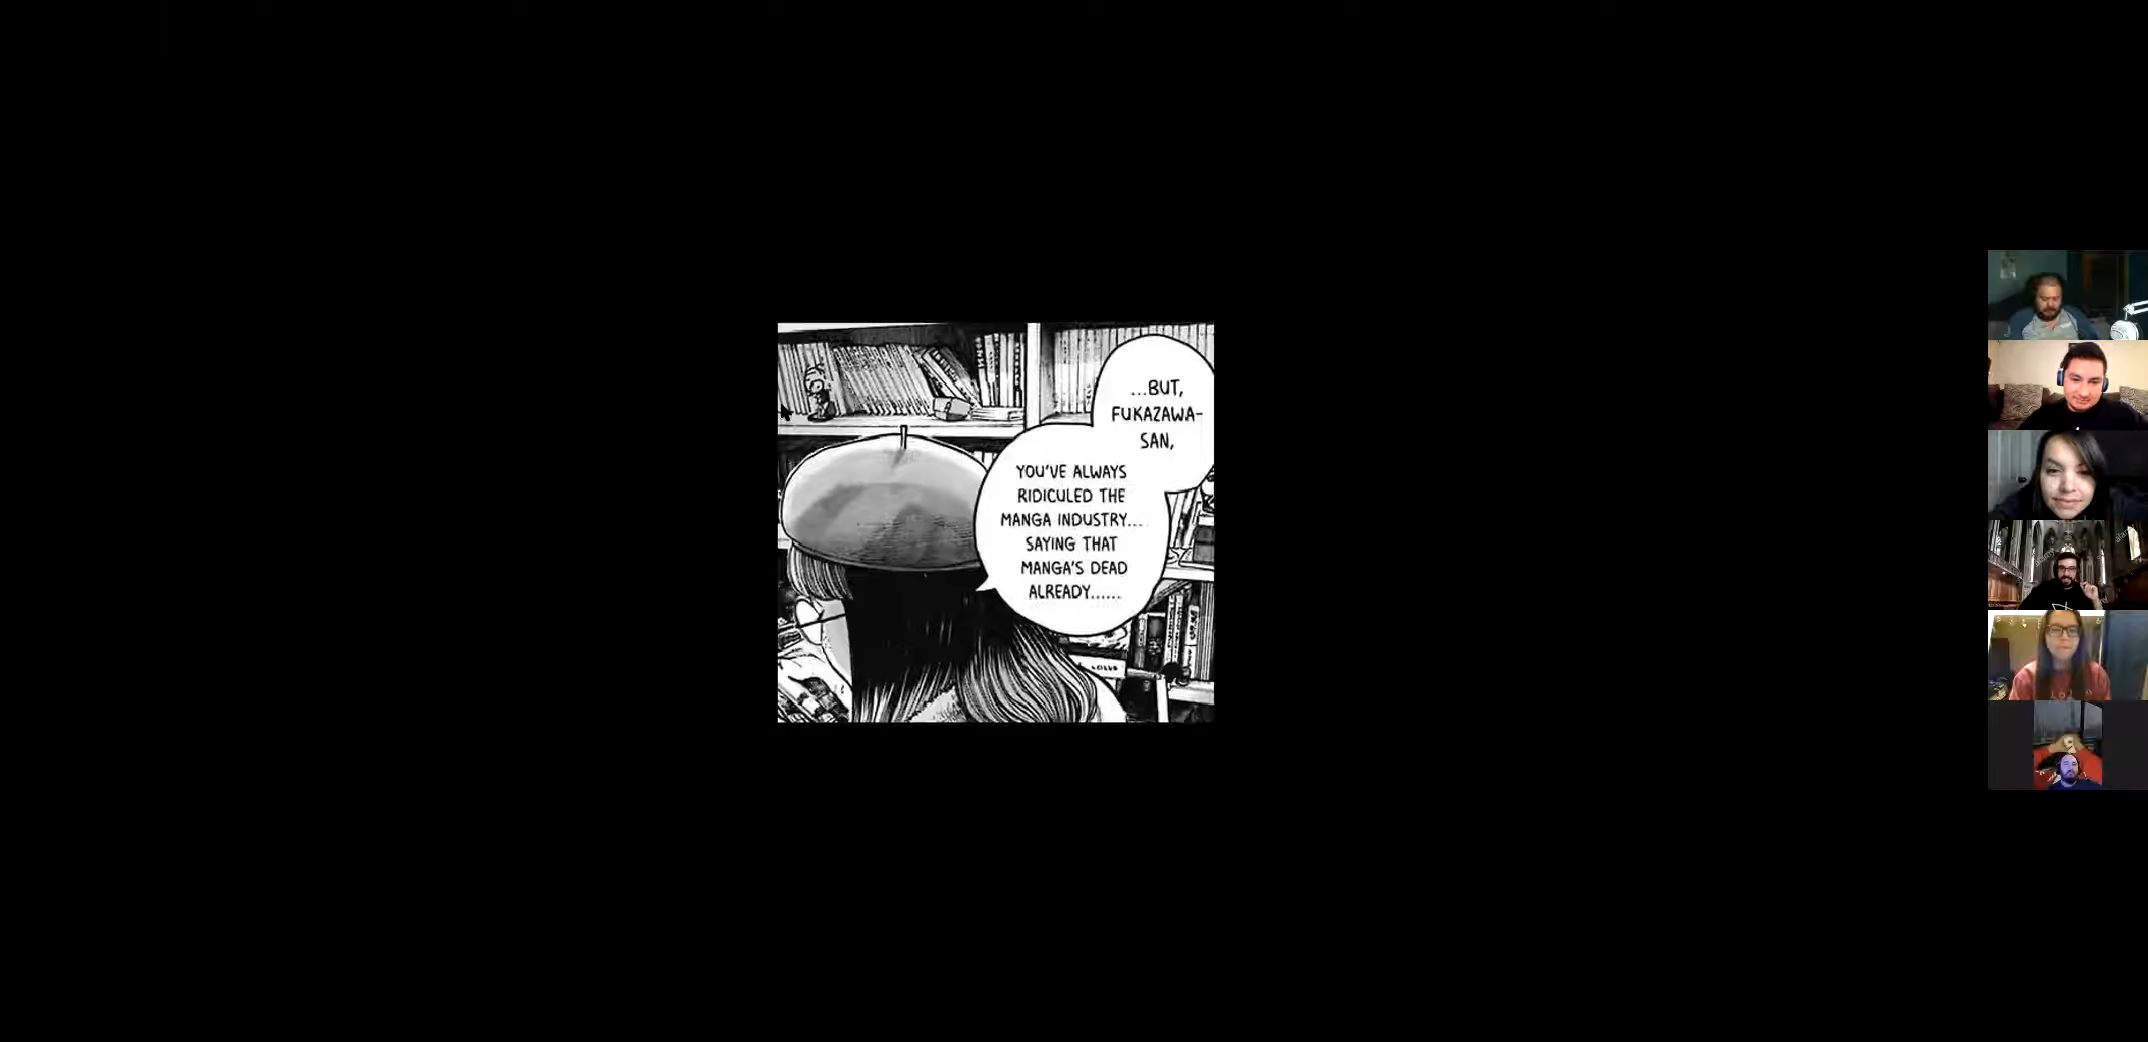 ...BUT,
FUKAZAWA-
SAN,
YOU'VE ALWAYS
RIDICULED THE
MANGA INDUSTRY...
SAYING THAT
MANGA'S DEAD
ALREADY......